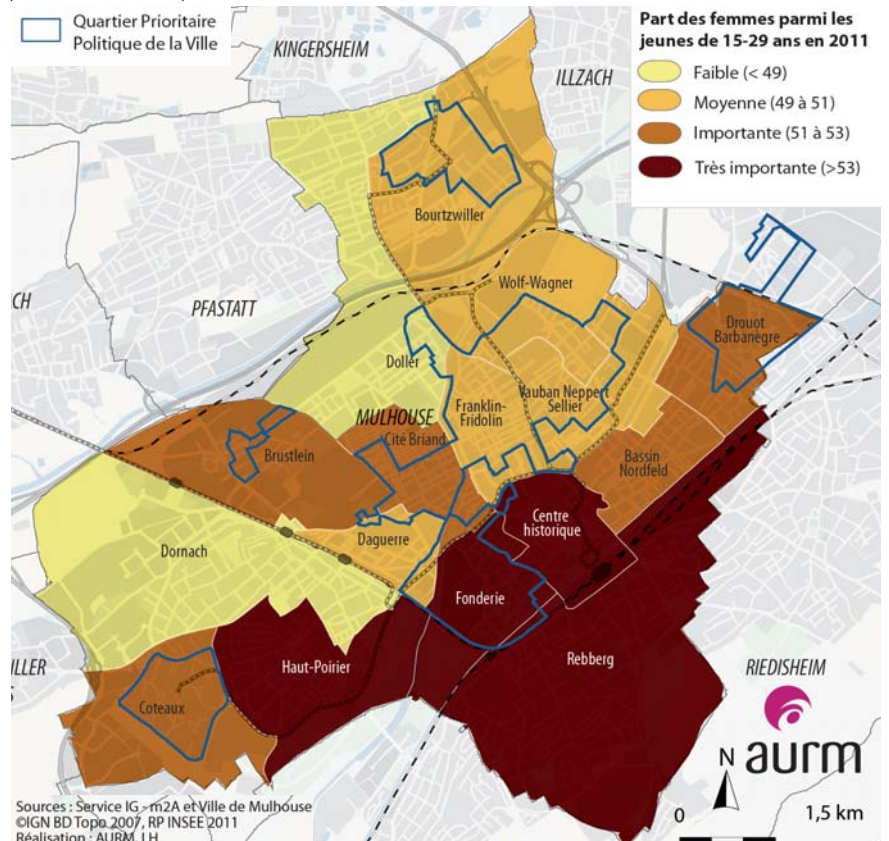 Quartier Prioritaire
Politique de la Ville
Part des femmes parmi les
jeunes de 15-29 ans en 2011
Faible (< 49)
Moyenne (49 à 51)
Importante (51 à 53)
Très importante (>53)
KINGERSHEIM
ILLZACH
Bourtzwiller
PFASTATT
Wolf-Wagner
Drouot
Barbanègre
Doller
Vauban Neppert
Sellier
Franklin-
Fridolin
MULHOUSE
Cité Briand
Brustlein
Bassin
Nordfeld
Centre
historique
Daguerre
Dornach
Fonderie
Haut-Poirier
Rebberg
RIEDISHEIM
Coteaux
aurm
N
0
1,5 km
Sources : Service IG - m2A et Ville de Mulhouse
©IGN BD Topo 2007, RP INSEE 2011
Réalisation : AURM, LH